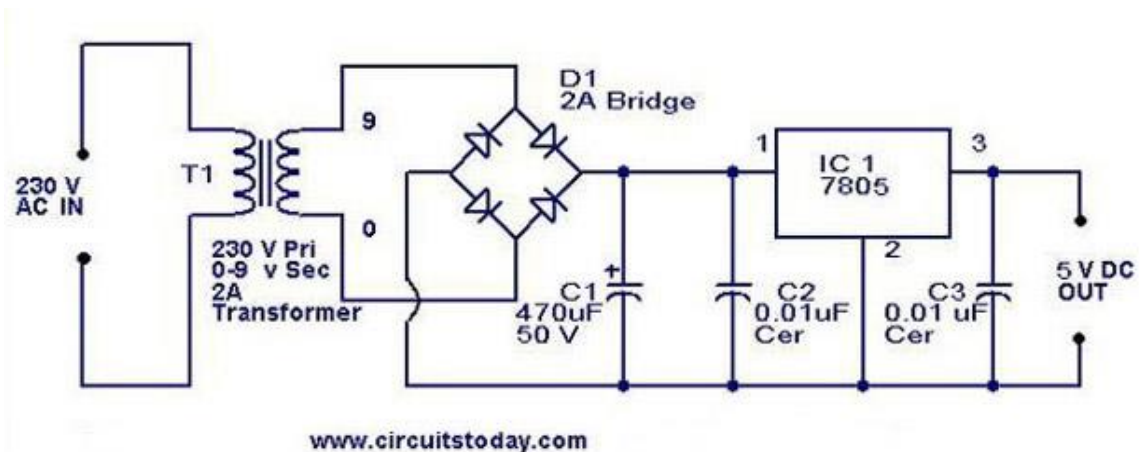 230 V
AC IN
T1
9
0
230 V Pri
0-9 v Sec
2A
Transformer
D1
2A Bridge
+
C1
470uF
50 V
C2
0.01uF
Cer
1
IC 1
7805
3
2
C3
0.01 uF
Cer
5 V DC
OUT
www.circuitstoday.com